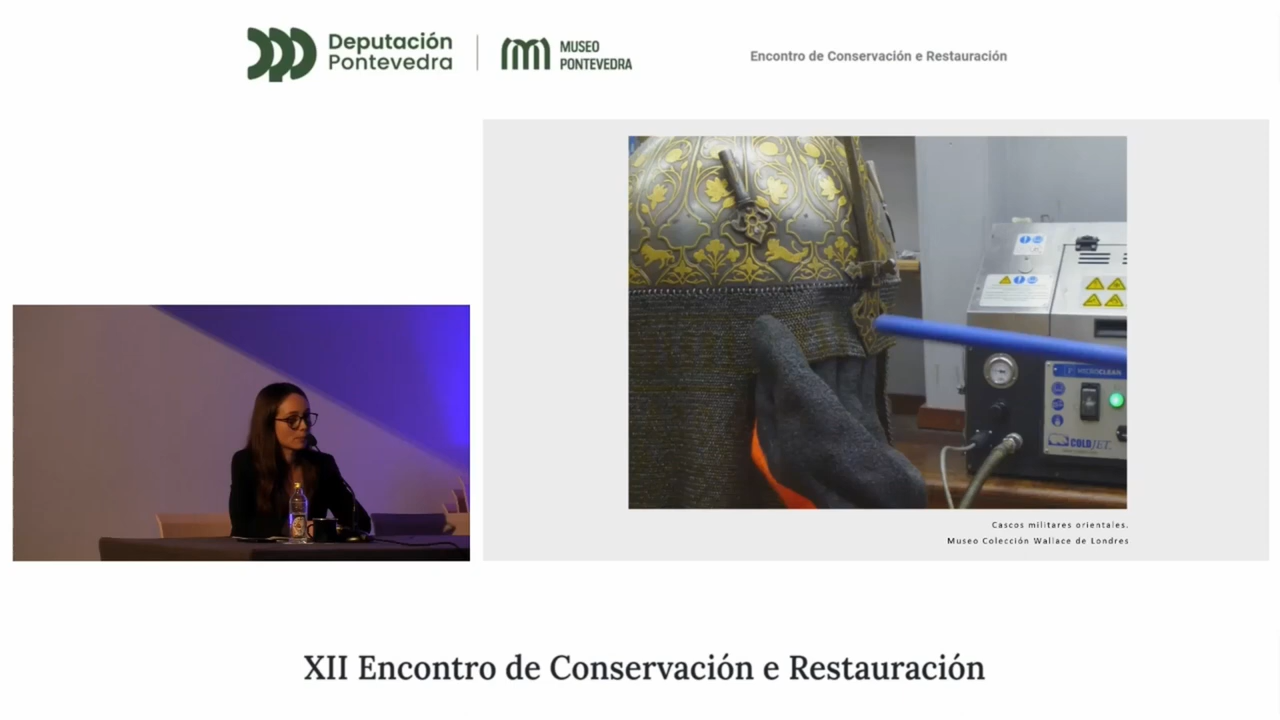 Deputación
Pontevedra
MUSEO
PONTEVEDRA
Encontro de Conservación e Restauración
MICROCLEAN
COLDJET.
Cascos militares orientales.
Museo Colección Wallace de Londres
XII Encontro de Conservación e Restauración